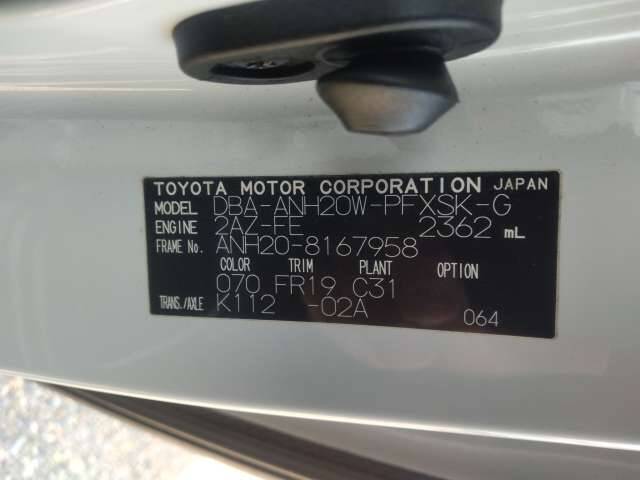 TOYOTA MOTOR CORPORATION JAPAN
MODEL DBA-ANH20W-PFXSK-G
ENGINE 2AZ-FE 2362 mL
FRAME No. ANH20-8167958
COLOR TRIM PLANT OPTION
070 FR19 C31
TRANS./AXLE K112 -02A 064